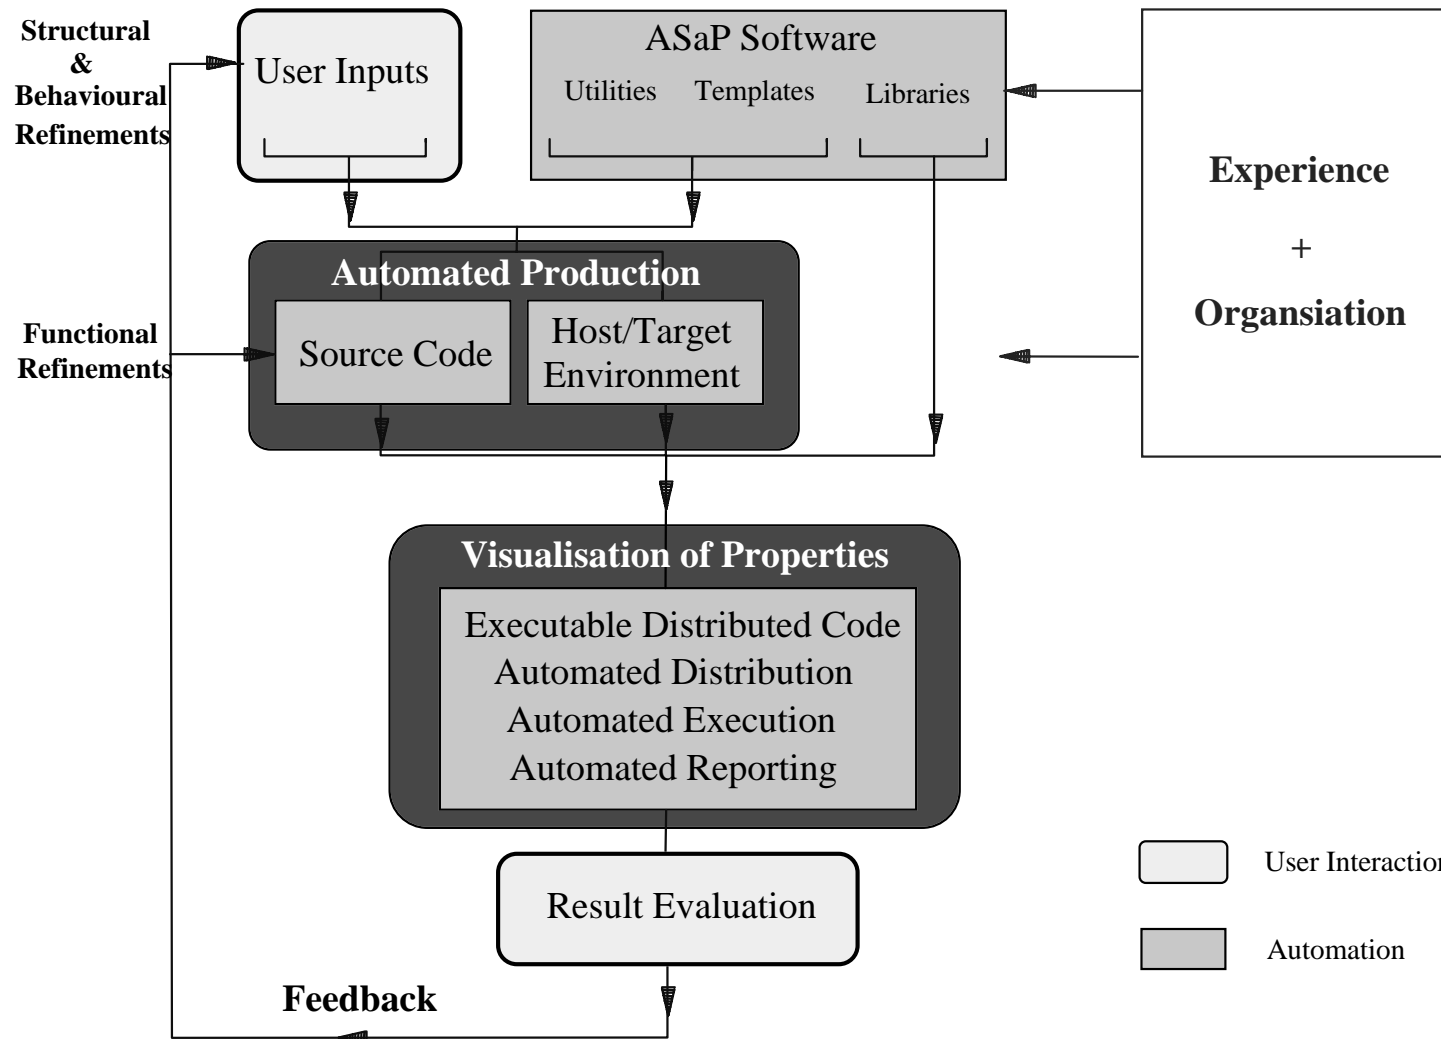 Structural
&
Behavioural
Refinements
User Inputs
ASaP Software
Utilities Templates Libraries
Experience
+
Organsiation
Automated Production
Functional
Refinements
Source Code
Host/Target
Environment
Visualisation of Properties
Executable Distributed Code
Automated Distribution
Automated Execution
Automated Reporting
Result Evaluation
Feedback
User Interaction
Automation